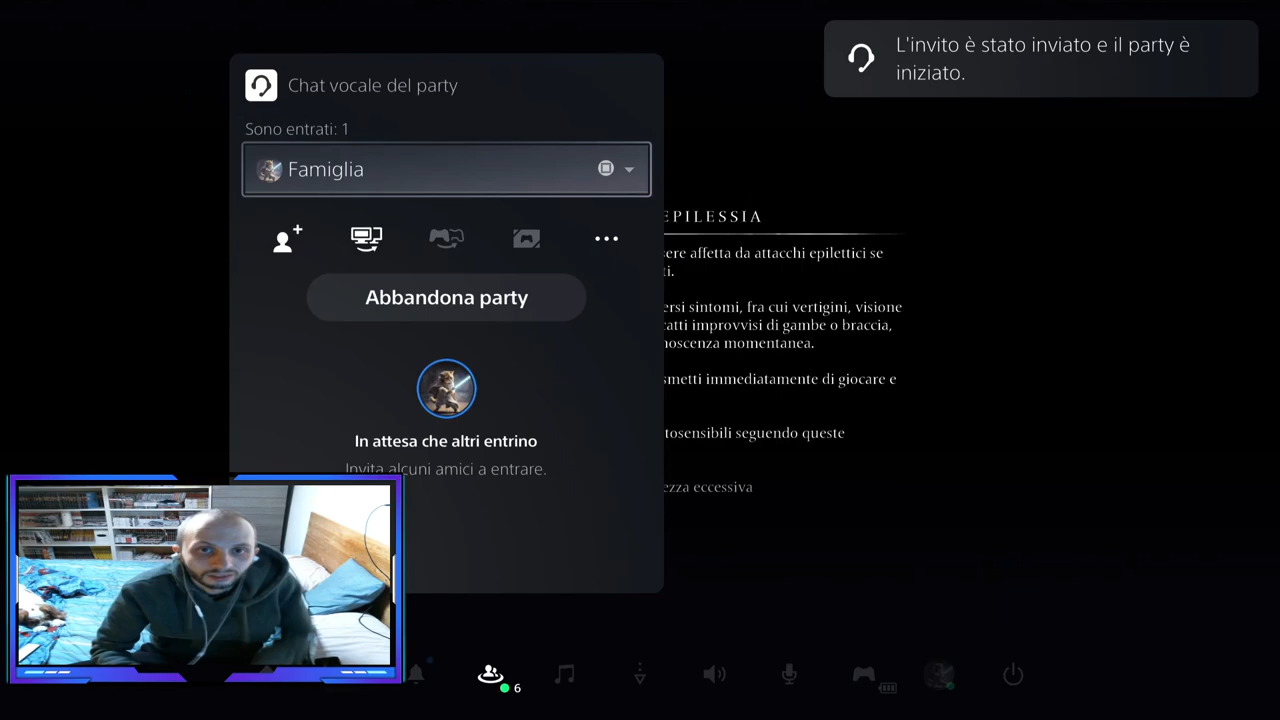 L'invito è stato inviato e il party è
iniziato.
Chat vocale del party
Sono entrati: 1
Famiglia
Abbandona party
In attesa che altri entrino
Invita alcuni amici a entrare.
EPILESSIA
ere affetta da attacchi epilettici se
ti.
ersi sintomi, fra cui vertigini, visione
atti improvvisi di gambe o braccia,
noscenza momentanea.
smetti immediatamente di giocare e
tosensibili seguendo queste
ezza eccessiva
6